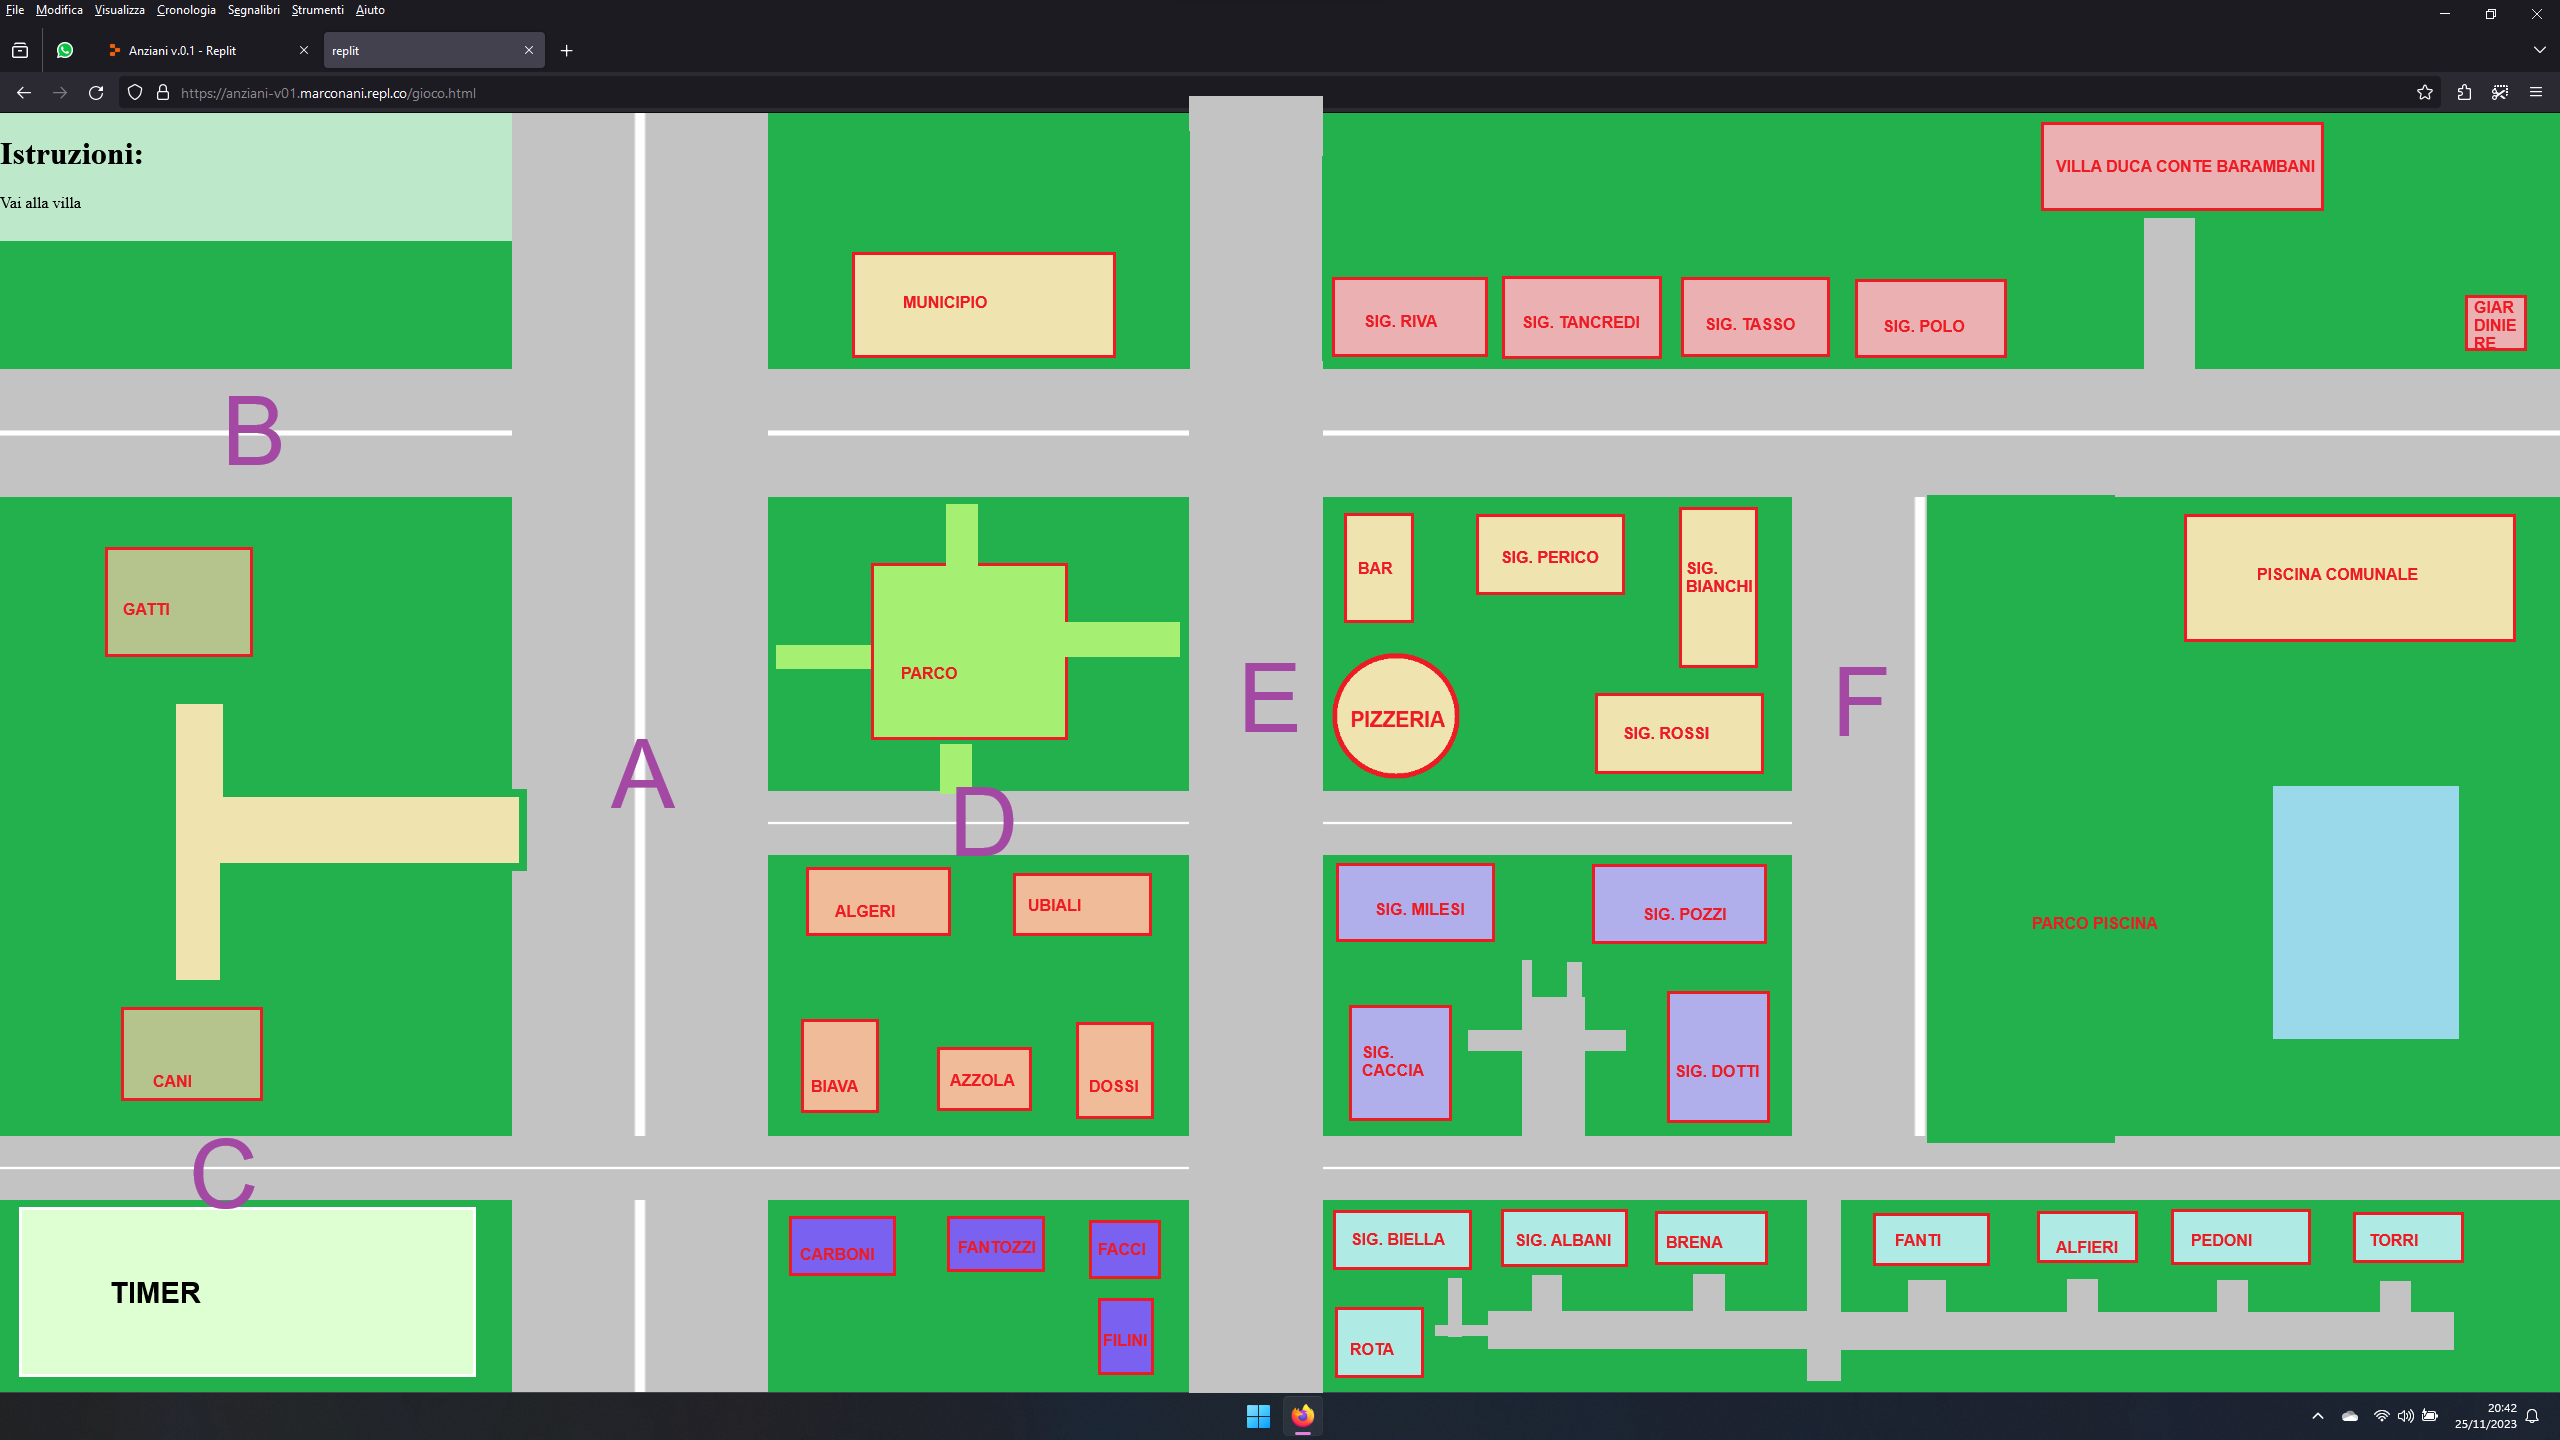 File Modifica Visualizza Cronologia Segnalibri Strumenti Aiuto
Anziani v.0.1 - Replit
replit
https://anziani-v01.marconani.repl.co/gioco.html
Istruzioni:
Vai alla villa
VILLA DUCA CONTE BARAMBANI
MUNICIPIO
SIG. RIVA
SIG. TANCREDI
SIG. TASSO
SIG. POLO
GIAR
DINIE
RE
B
GATTI
PARCO
BAR
SIG. PERICO
SIG.
BIANCHI
PISCINA COMUNALE
E
F
PIZZERIA
SIG. ROSSI
A
D
ALGERI
UBIALI
SIG. MILESI
SIG. POZZI
PARCO PISCINA
CANI
BIAVA
AZZOLA
DOSSI
SIG.
CACCIA
SIG. DOTTI
C
TIMER
CARBONI
FANTOZZI
FACCI
FILINI
SIG. BIELLA
SIG. ALBANI
BRENA
FANTI
ALFIERI
PEDONI
TORRI
ROTA
20:42
25/11/2023